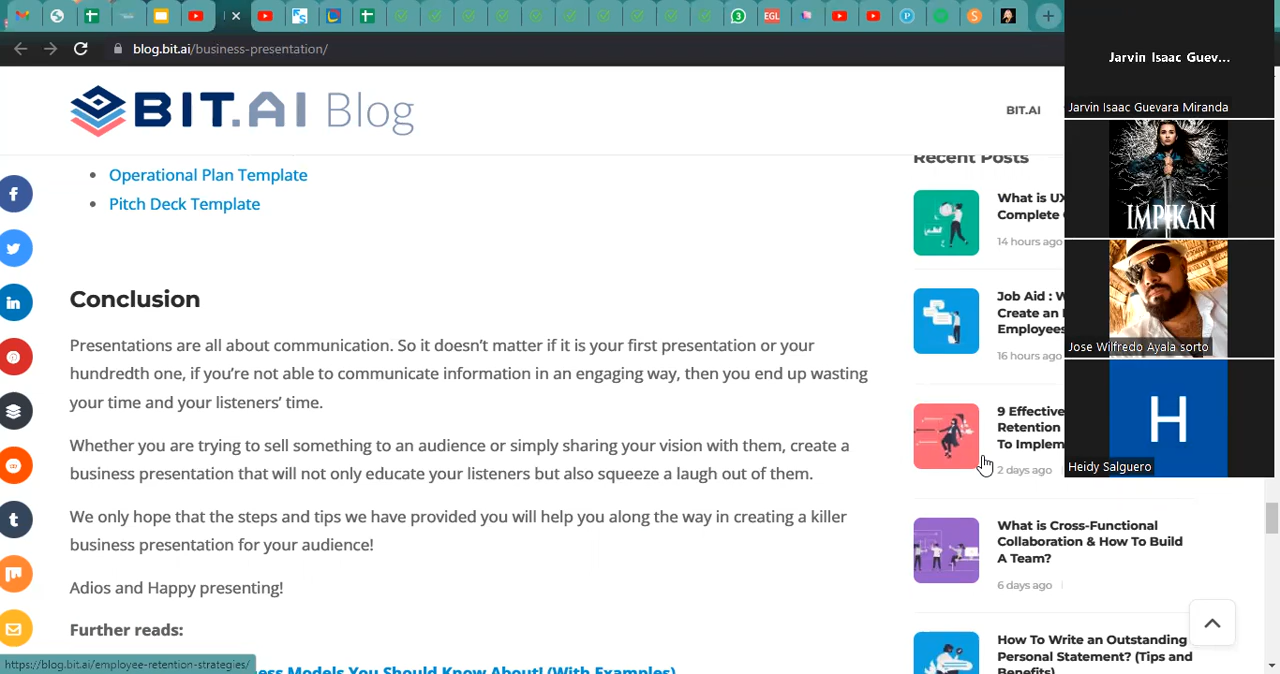 EGL
3
blog.bit.ai/business-presentation/
BIT.AI Blog
BIT.AI
Operational Plan Template
Pitch Deck Template
Conclusion
Presentations are all about communication. So it doesn't matter if it is your first presentation or your
hundredth one, if you're not able to communicate information in an engaging way, then you end up wasting
your time and your listeners' time.
Whether you are trying to sell something to an audience or simply sharing your vision with them, create a
business presentation that will not only educate your listeners but also squeeze a laugh out of them.
We only hope that the steps and tips we have provided you will help you along the way in creating a killer
business presentation for your audience!
Adios and Happy presenting!
Further reads:
Models You Should Know About! (With Examples)
https://blog.bit.ai/employee-retention-strategies/
Recent Posts
What is UX
Complete
14 hours ago
Job Aid : W
Create an
Employees
16 hours ago
9 Effective
Retention
To Implem
2 days ago
What is Cross-Functional
Collaboration & How To Build
A Team?
6 days ago
How To Write an Outstanding
Personal Statement? (Tips and
Benefits)
Jarvin Isaac Guev...
Jarvin Isaac Guevara Miranda
IMPIKAN
Jose Wilfredo Ayala sorto
H
Heidy Salguero